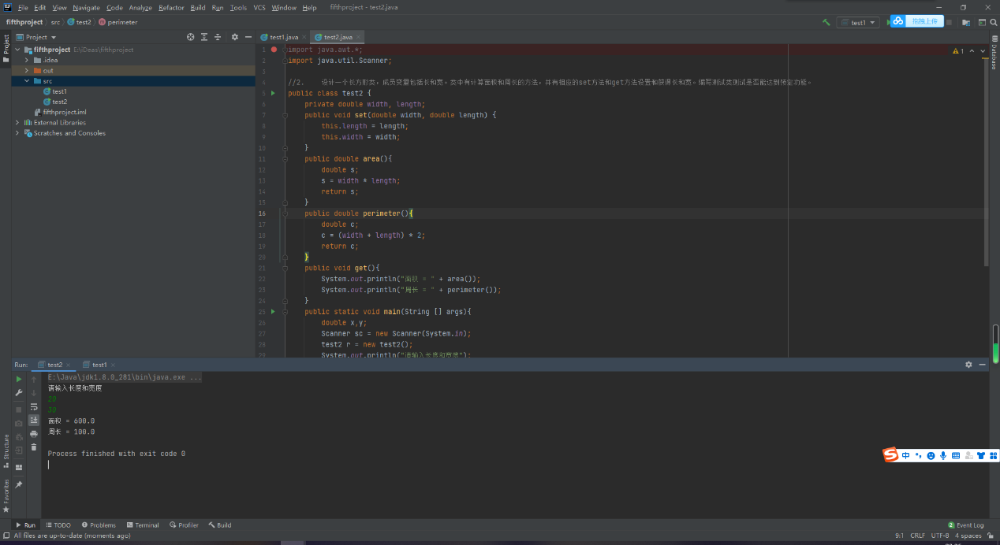 File Edit View Navigate Code Analyze Refactor Build Run Tools VCS Window Help fifthproject - test2.java
fifthproject src test2 perimeter
test1
拖拽上传
Project
test1.java test2.java
Project
Database
fifthproject E:\iDeas\fifthproject
.idea
out
src
test1
test2
fifthproject.iml
External Libraries
Scratches and Consoles
1 import java.awt.*;
1
2 import java.util.Scanner;
3
4 //2. 设计一个长方形类，成员变量包括长和宽。类中有计算面积和周长的方法，并有相应的set方法和get方法设置和获得长和宽。编写测试类测试是否能达到预定功能。
5 public class test2 {
6 private double width, length;
7 public void set(double width, double length) {
8 this.length = length;
9 this.width = width;
10 }
11 public double area(){
12 double s;
13 s = width * length;
14 return s;
15 }
16 public double perimeter(){
17 double c;
18 c = (width + length) * 2;
19 return c;
20 }
21 public void get(){
22 System.out.println("面积 = " + area());
23 System.out.println("周长 = " + perimeter());
24 }
25 public static void main(String [] args){
26 double x,y;
27 Scanner sc = new Scanner(System.in);
28 test2 r = new test2();
29 System.out.println("请输入长度和宽度");
Run: test2 test1
E:\Java\jdk1.8.0_281\bin\java.exe ...
请输入长度和宽度
20
30
面积 = 600.0
周长 = 100.0
Process finished with exit code 0
Structure
Favorites
中
Run TODO Problems Terminal Profiler Build
2 Event Log
All files are up-to-date (moments ago)
9:1 CRLF UTF-8 4 spaces